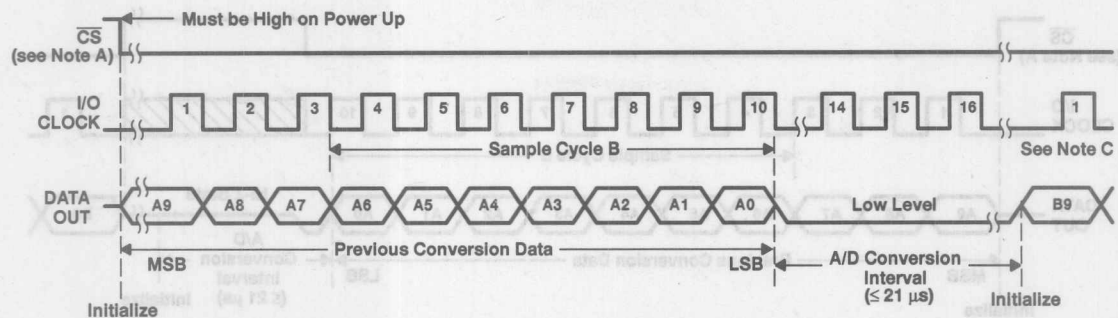 Must be High on Power Up
CS
(see Note A)
I/O
CLOCK
1 2 3 4 5 6 7 8 9 10 14 15 16 1
Sample Cycle B
See Note C
DATA
OUT
A9 A8 A7 A6 A5 A4 A3 A2 A1 A0 Low Level B9
Previous Conversion Data
MSB
LSB
A/D Conversion
Interval
(≤ 21 μs)
Initialize
Initialize